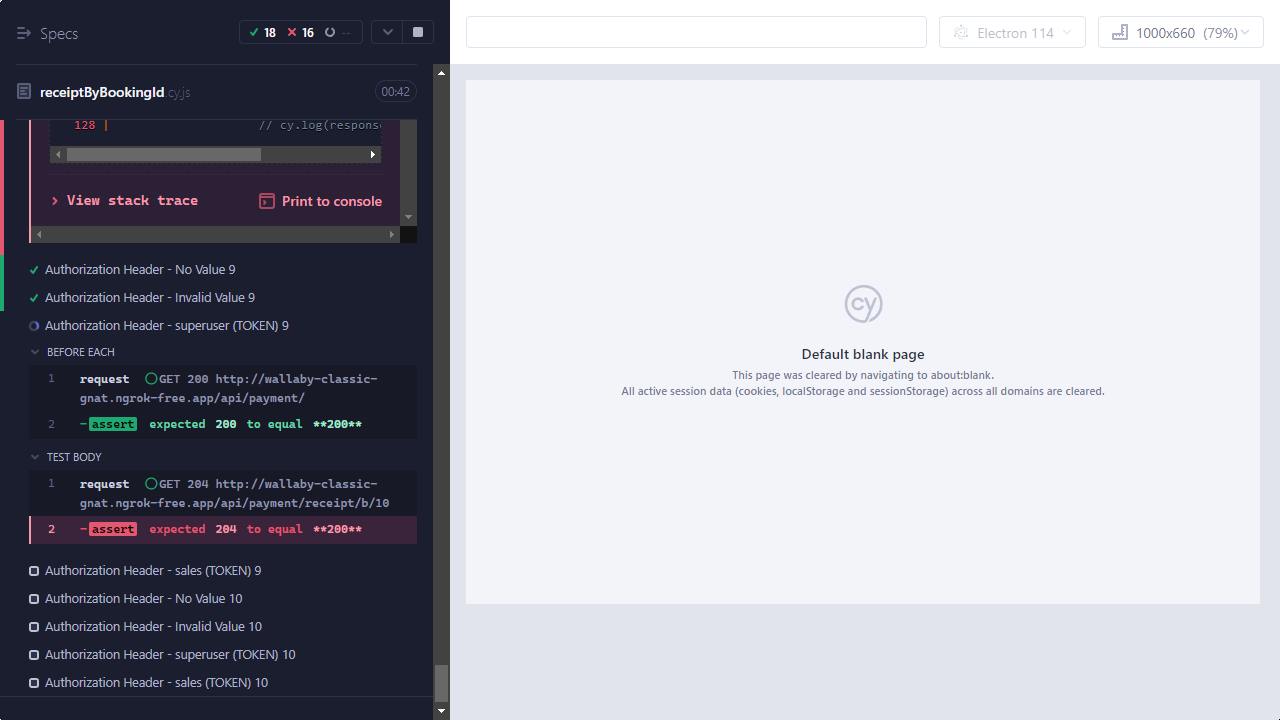 Specs
18
16
--
Electron 114
1000x660 (79%)
receiptByBookingId.cy.js
00:42
128 | // cy.log(respons
View stack trace
Print to console
Authorization Header - No Value 9
Authorization Header - Invalid Value 9
Authorization Header - superuser (TOKEN) 9
BEFORE EACH
1 request GET 200 http://wallaby-classic-
gnat.ngrok-free.app/api/payment/
2 -assert expected 200 to equal **200**
TEST BODY
1 request GET 204 http://wallaby-classic-
gnat.ngrok-free.app/api/payment/receipt/b/10
2 -assert expected 204 to equal **200**
Authorization Header - sales (TOKEN) 9
Authorization Header - No Value 10
Authorization Header - Invalid Value 10
Authorization Header - superuser (TOKEN) 10
Authorization Header - sales (TOKEN) 10
cy
Default blank page
This page was cleared by navigating to about:blank.
All active session data (cookies, localStorage and sessionStorage) across all domains are cleared.